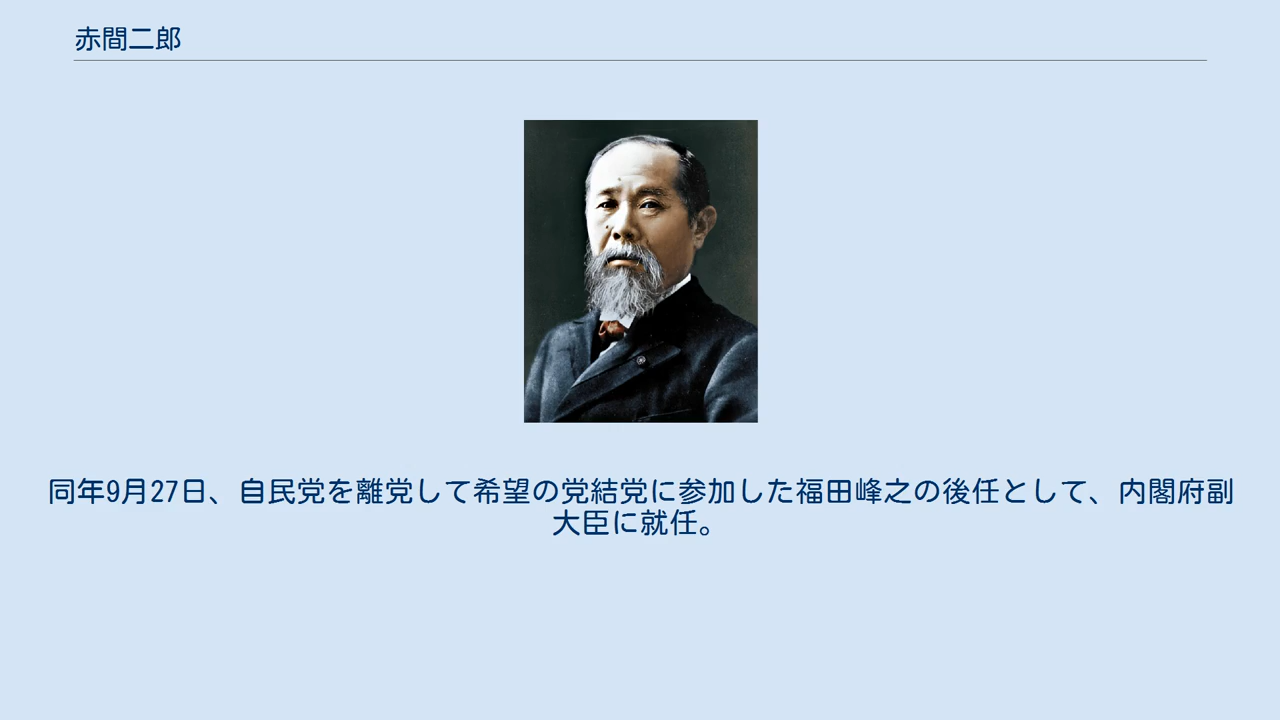 赤間二郎
同年9月27日、自民党を離党して希望の党結党に参加した福田峰之の後任として、内閣府副
大臣に就任。